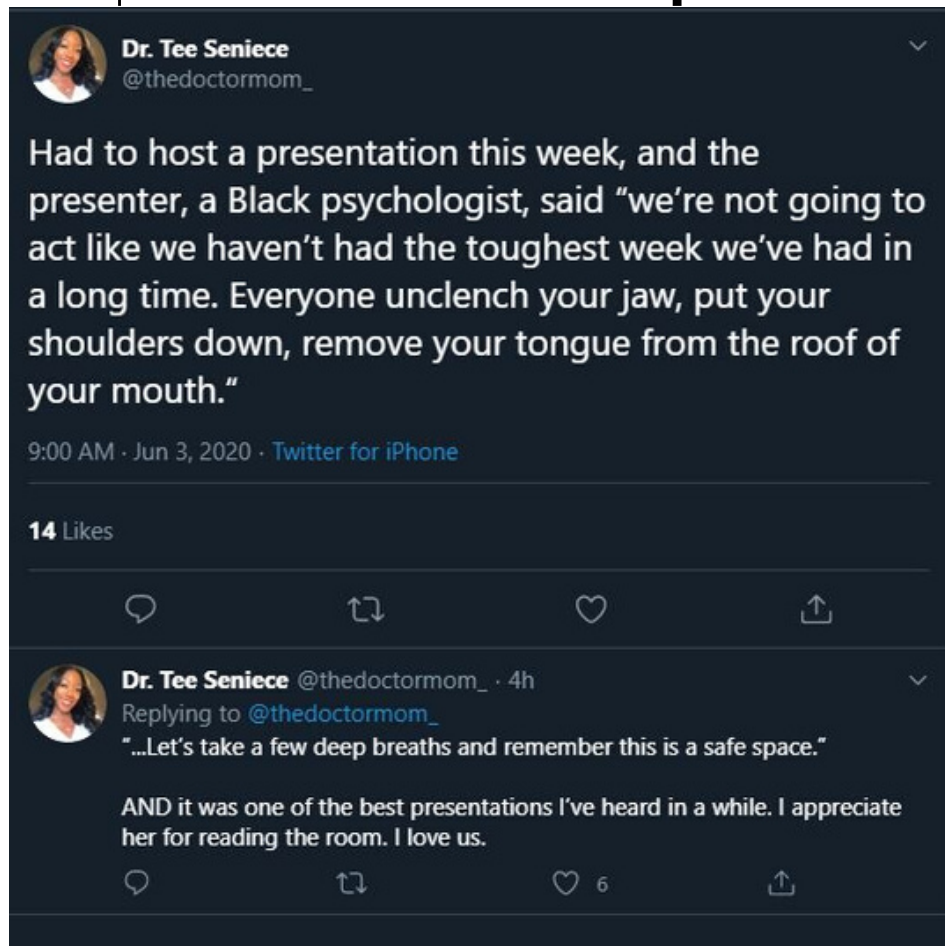 Dr. Tee Seniece
@thedoctormom_
Had to host a presentation this week, and the
presenter, a Black psychologist, said "we're not going to
act like we haven't had the toughest week we've had in
a long time. Everyone unclench your jaw, put your
shoulders down, remove your tongue from the roof of
your mouth."
9:00 AM · Jun 3, 2020 · Twitter for iPhone
14 Likes
Dr. Tee Seniece @thedoctormom_ · 4h
Replying to @thedoctormom_
"...Let's take a few deep breaths and remember this is a safe space."
AND it was one of the best presentations I've heard in a while. I appreciate
her for reading the room. I love us.
6